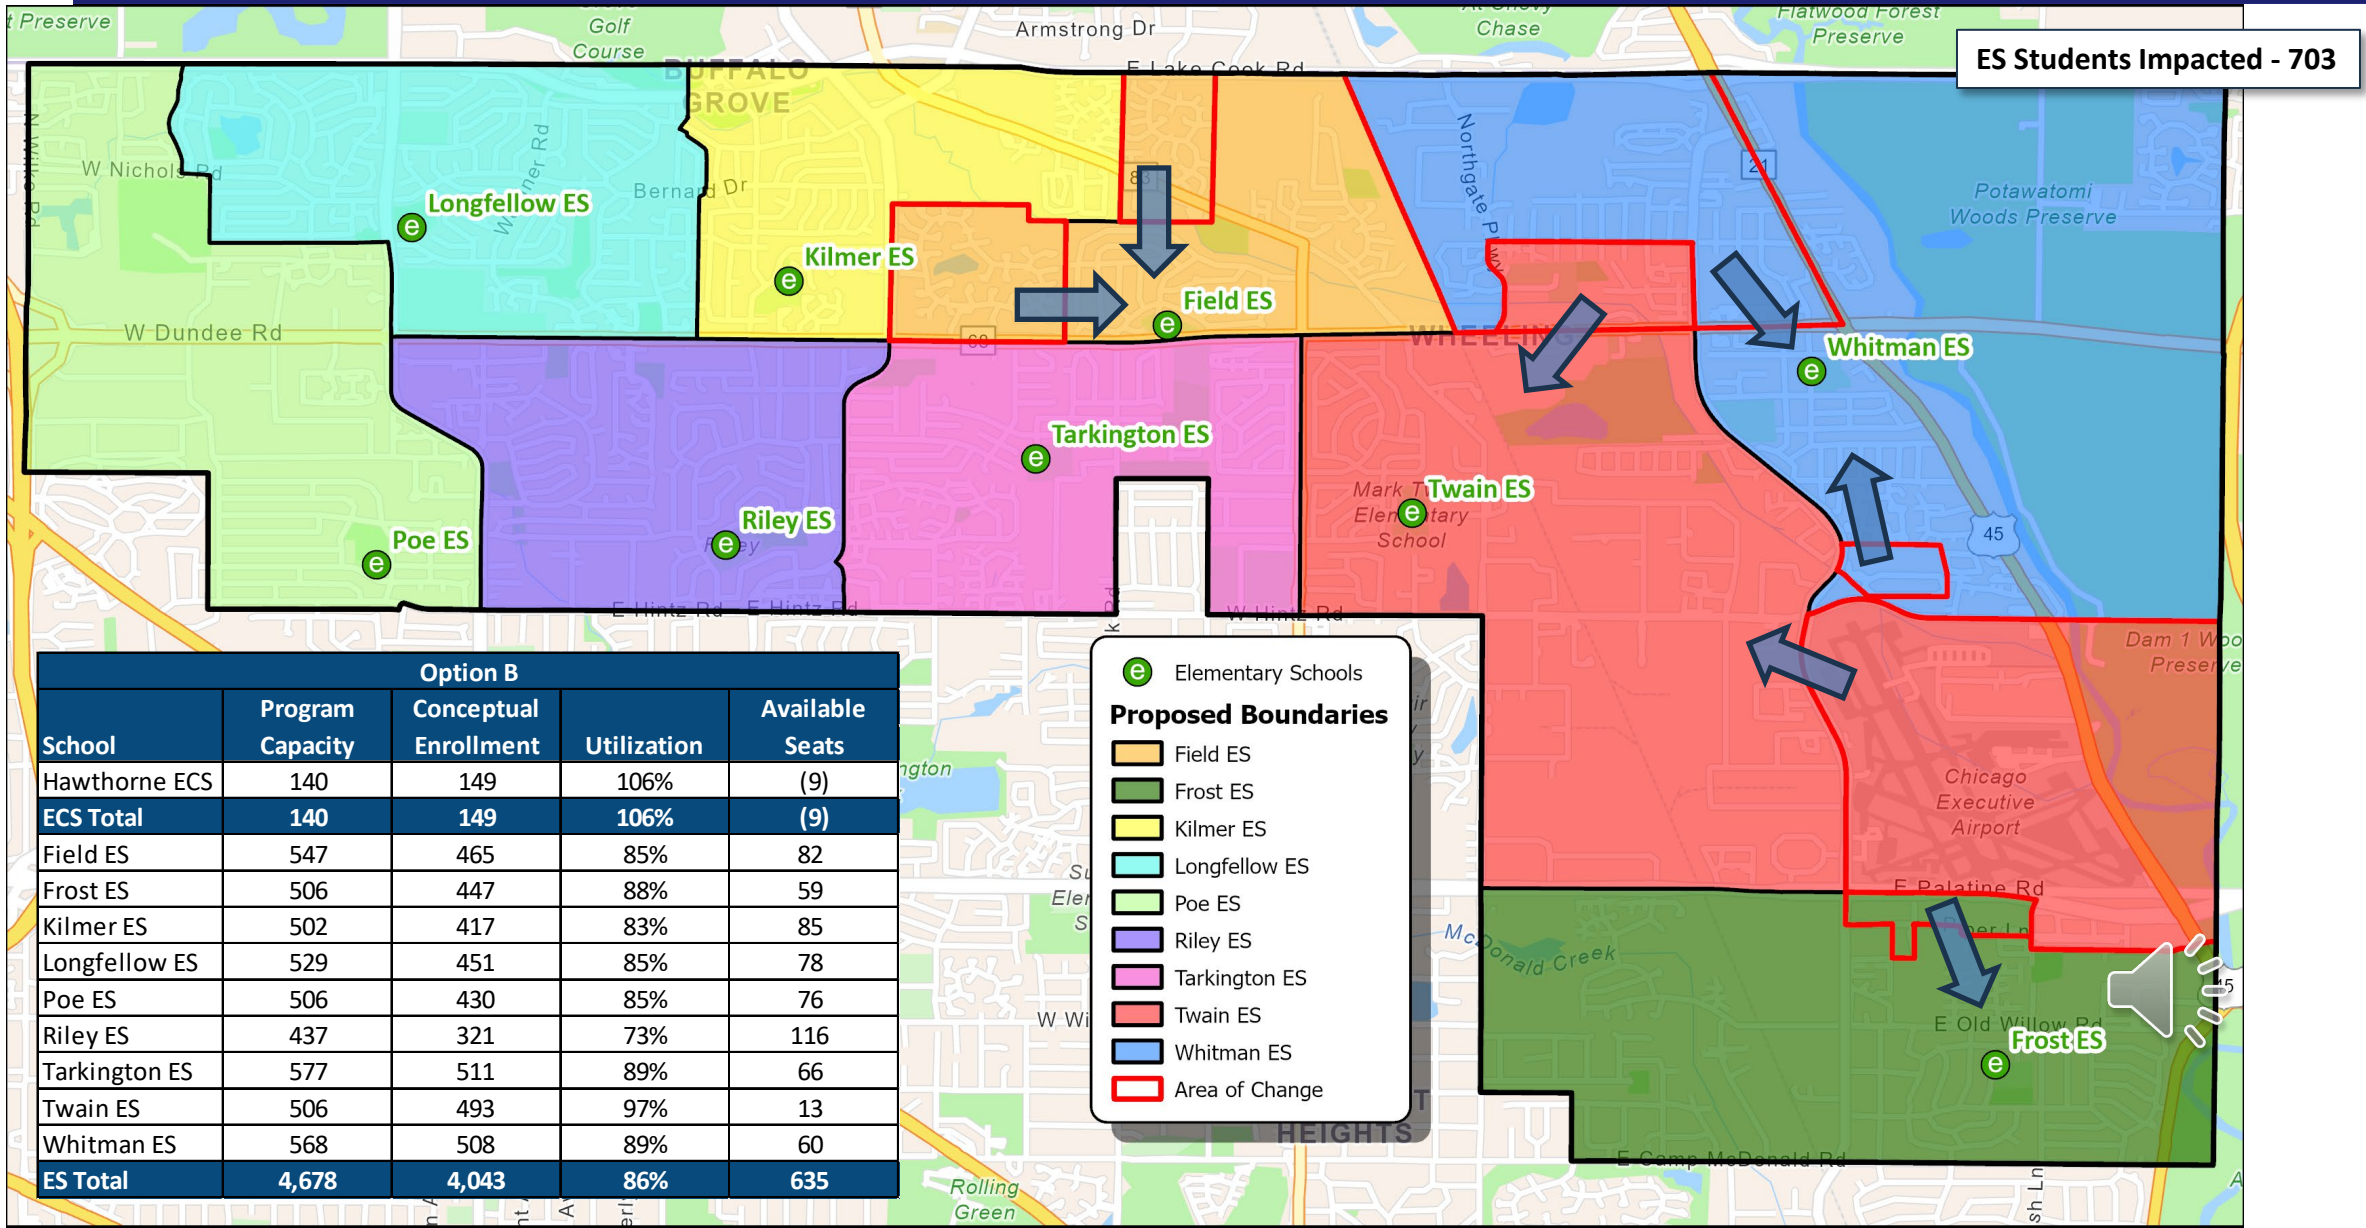 t Preserve
Golf
Course
Armstrong Dr
Chase
Flatwood Forest
Preserve
ES Students Impacted - 703
BUFFALO
GROVE
E Lake Cook Rd
W Nichols Rd
Bernard Dr
83
Northgate Pkwy
21
Potawatomi
Woods Preserve
Longfellow ES
Kilmer ES
Field ES
W Dundee Rd
68
WHEELING
Whitman ES
Tarkington ES
Mark T
Twain ES
Elementary
School
Riley ES
Poe ES
45
E Hintz Rd
E Hintz Rd
W Hintz Rd
Dam 1 Woo
Preserve
Chicago
Executive
Airport
E Palatine Rd
McDonald Creek
E Old Willow Rd
Frost ES
45
W Wi
HEIGHTS
E Camp McDonald Rd
Rolling
Green
sh Ln
ngton
Option B
School Program Capacity Conceptual Enrollment Utilization Available Seats
Hawthorne ECS 140 149 106% (9)
ECS Total 140 149 106% (9)
Field ES 547 465 85% 82
Frost ES 506 447 88% 59
Kilmer ES 502 417 83% 85
Longfellow ES 529 451 85% 78
Poe ES 506 430 85% 76
Riley ES 437 321 73% 116
Tarkington ES 577 511 89% 66
Twain ES 506 493 97% 13
Whitman ES 568 508 89% 60
ES Total 4,678 4,043 86% 635
Elementary Schools
Proposed Boundaries
Field ES
Frost ES
Kilmer ES
Longfellow ES
Poe ES
Riley ES
Tarkington ES
Twain ES
Whitman ES
Area of Change